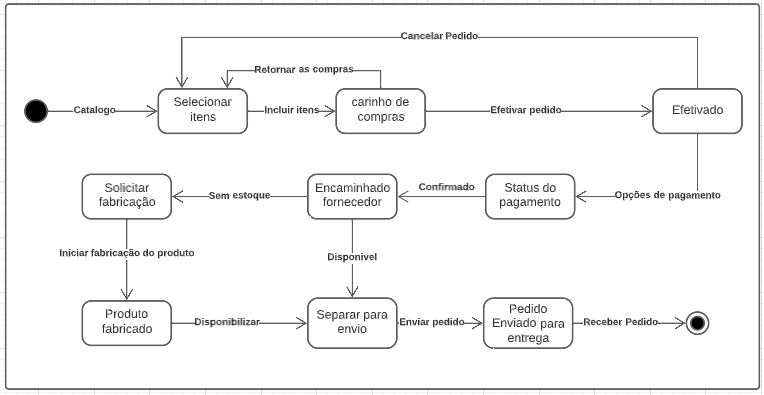 Cancelar Pedido
Retornar as compras
Catalogo
Selecionar
itens
Incluir itens
carinho de
compras
Efetivar pedido
Efetivado
Solicitar
fabricação
Sem estoque
Encaminhado
fornecedor
Confirmado
Status do
pagamento
Opções de pagamento
Iniciar fabricação do produto
Disponivel
Produto
fabricado
Disponibilizar
Separar para
envio
Enviar pedido
Pedido
Enviado para
entrega
Receber Pedido